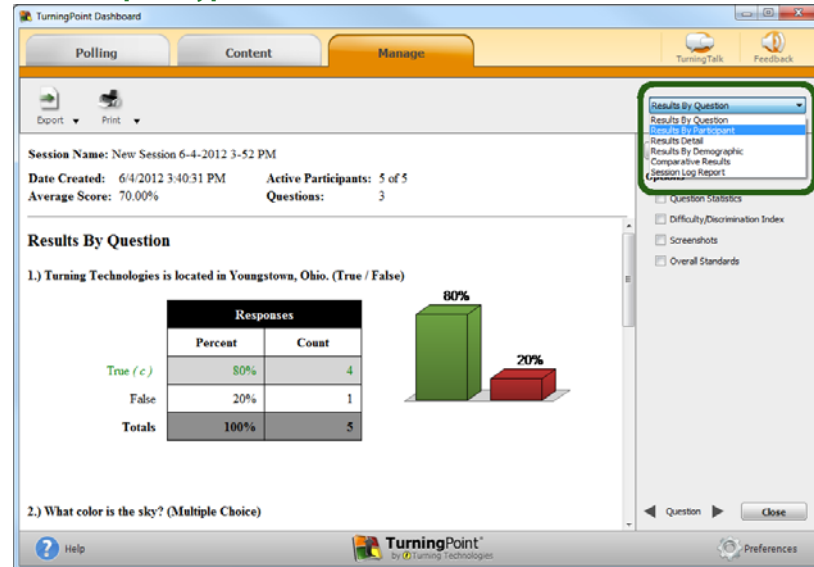 TurningPoint Dashboard
Polling Content Manage
TurningTalk Feedback
Export Print
Results By Question
Results By Question
Results By Participant
Results Detail
Results By Demographic
Comparative Results
Session Log Report
Session Name: New Session 6-4-2012 3-52 PM
Date Created: 6/4/2012 3:40:31 PM Active Participants: 5 of 5
Average Score: 70.00% Questions: 3
Options
Question Statistics
Difficulty/Discrimination Index
Screenshots
Overall Standards
Results By Question
1.) Turning Technologies is located in Youngstown, Ohio. (True / False)
Responses
Percent Count
True (c) 80% 4
False 20% 1
Totals 100% 5
80%
20%
2.) What color is the sky? (Multiple Choice)
Question Close
Help
TurningPoint
by Turning Technologies
Preferences